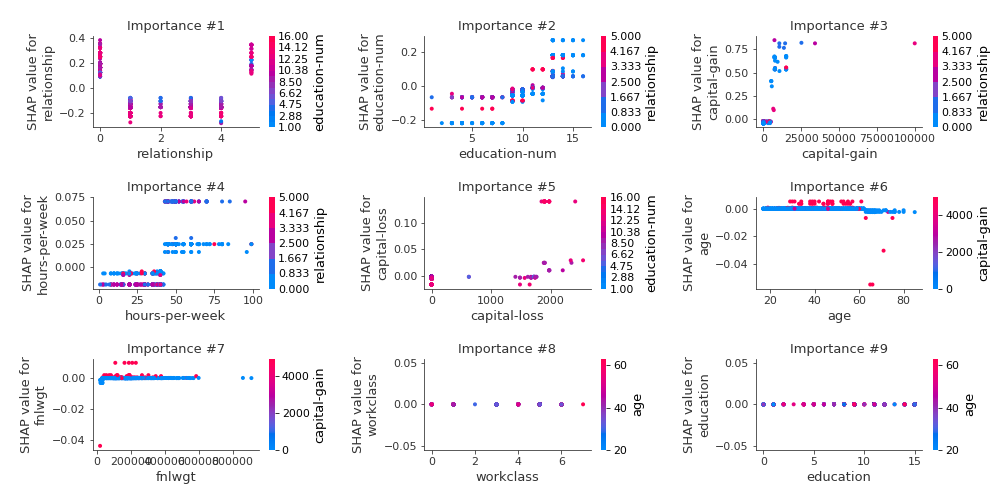 Importance #1
SHAP value for
relationship
0.4
0.2
0.0
−0.2
0
2
4
relationship
16.00
14.12
12.25
10.38
8.50
6.62
4.75
2.88
1.00
education-num
Importance #2
SHAP value for
education-num
0.2
0.0
−0.2
5
10
15
education-num
5.000
4.167
3.333
2.500
1.667
0.833
0.000
relationship
Importance #3
SHAP value for
capital-gain
0.75
0.50
0.25
0.00
0
25000
50000
75000
100000
capital-gain
5.000
4.167
3.333
2.500
1.667
0.833
0.000
relationship
Importance #4
SHAP value for
hours-per-week
0.075
0.050
0.025
0.000
0
25
50
75
100
hours-per-week
5.000
4.167
3.333
2.500
1.667
0.833
0.000
relationship
Importance #5
SHAP value for
capital-loss
0.10
0.05
0.00
0
1000
2000
capital-loss
16.00
14.12
12.25
10.38
8.50
6.62
4.75
2.88
1.00
education-num
Importance #6
SHAP value for
age
0.00
−0.02
−0.04
20
40
60
80
age
4000
2000
0
capital-gain
Importance #7
SHAP value for
fnlwgt
0.00
−0.02
−0.04
0
200000
400000
600000
800000
fnlwgt
4000
2000
0
capital-gain
Importance #8
SHAP value for
workclass
0.05
0.00
−0.05
0
2
4
6
workclass
60
40
20
age
Importance #9
SHAP value for
education
0.05
0.00
−0.05
0
5
10
15
education
60
40
20
age